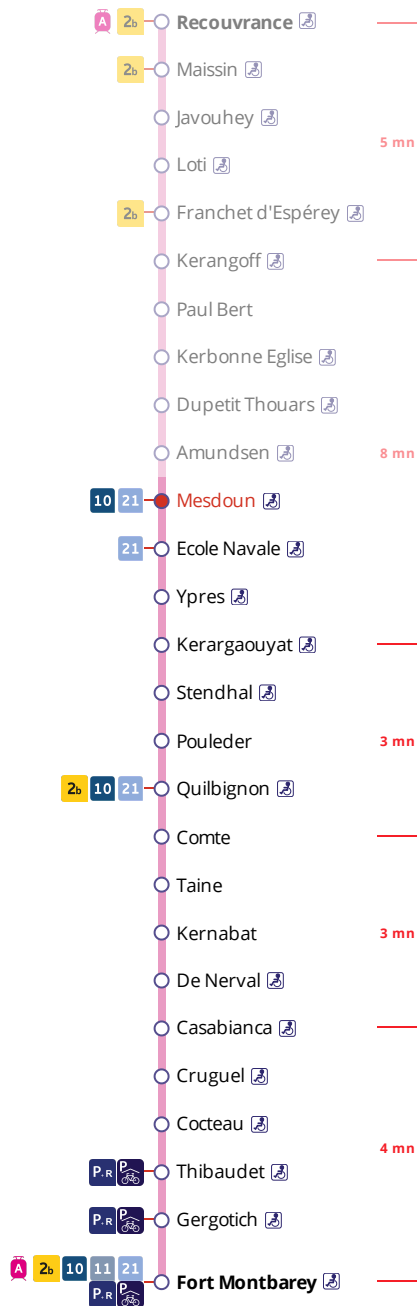 A 2b Recouvrance
2b Maissin
Javouhey
5 mn
Loti
2b Franchet d'Espérey
Kerangoff
Paul Bert
Kerbonne Eglise
Dupetit Thouars
Amundsen 8 mn
10 21 Mesdoun
21 Ecole Navale
Ypres
Kerargaouyat
Stendhal
Pouleder 3 mn
2b 10 21 Quilbignon
Comte
Taine
Kernabat 3 mn
De Nerval
Casabianca
Cruguel
Cocteau
4 mn
P+R P Thibaudet
P+R P Gergotich
A 2b 10 11 21
Fort Montbarey
P+R P